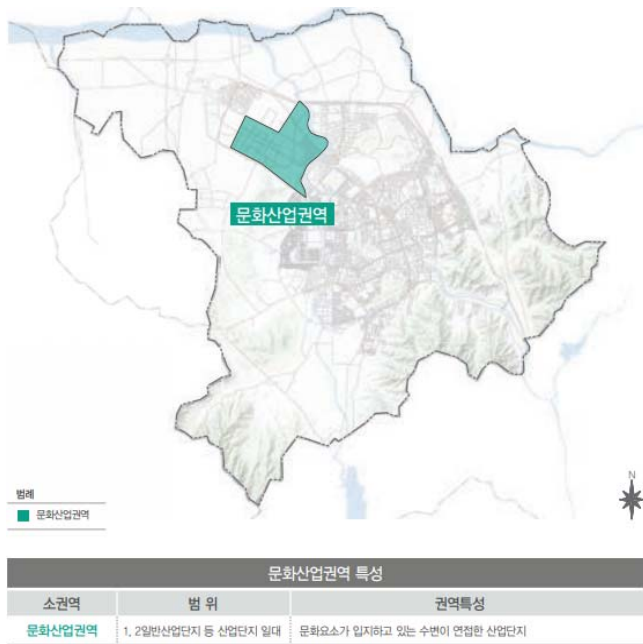 문화산업권역
N
범례
문화산업권역
문화산업권역 특성
소권역 범 위 권역특성
문화산업권역 1, 2일반산업단지 등 산업단지 일대 문화요소가 입지하고 있는 수변이 연접한 산업단지